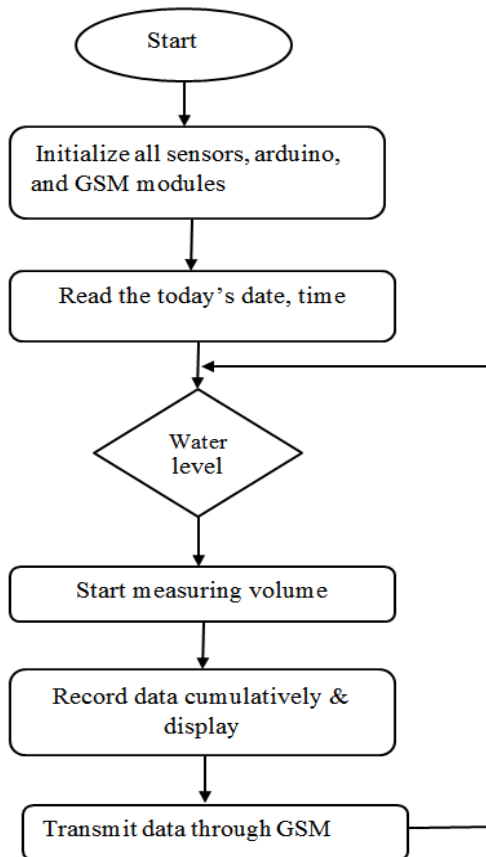 Start
Initialize all sensors, arduino,
and GSM modules
Read the today's date, time
Water
level
Start measuring volume
Record data cumulatively &
display
Transmit data through GSM